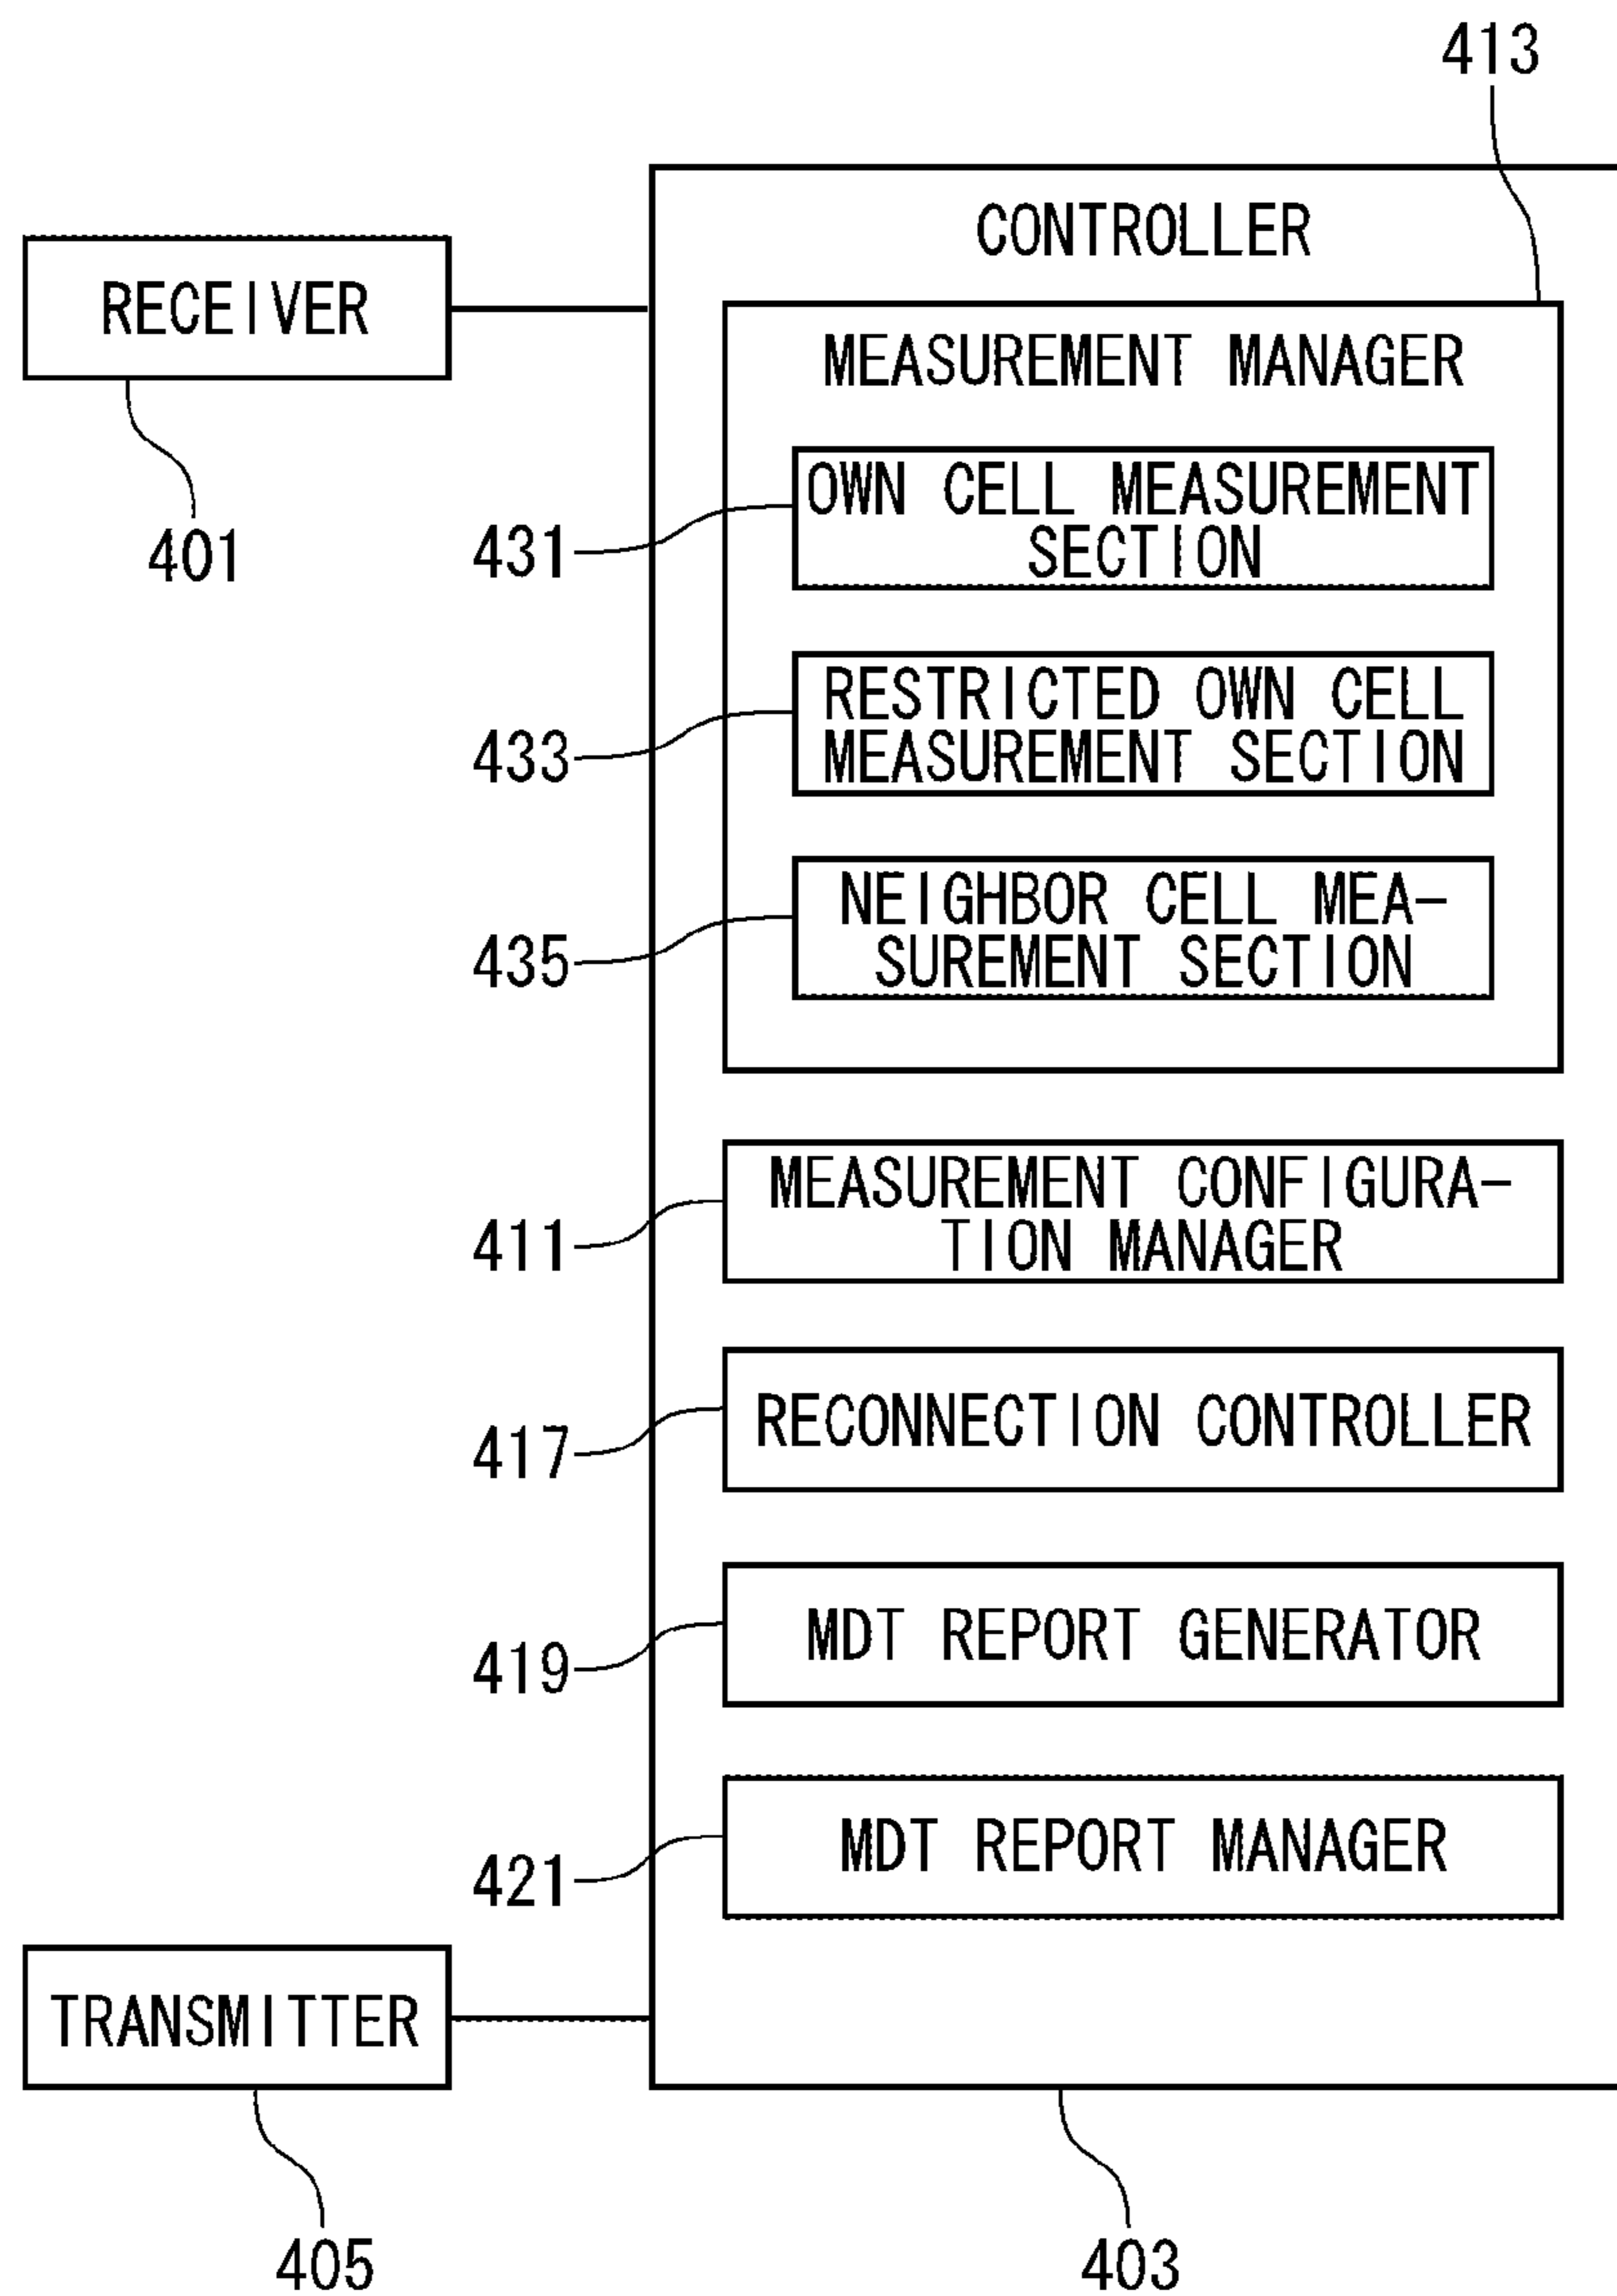 413
CONTROLLER
RECEIVER
401
MEASUREMENT MANAGER
OWN CELL MEASUREMENT
SECTION
431
RESTRICTED OWN CELL
MEASUREMENT SECTION
433
NEIGHBOR CELL MEA-
SUREMENT SECTION
435
MEASUREMENT CONFIGURA-
TION MANAGER
411
RECONNECTION CONTROLLER
417
MDT REPORT GENERATOR
419
MDT REPORT MANAGER
421
TRANSMITTER
405
403